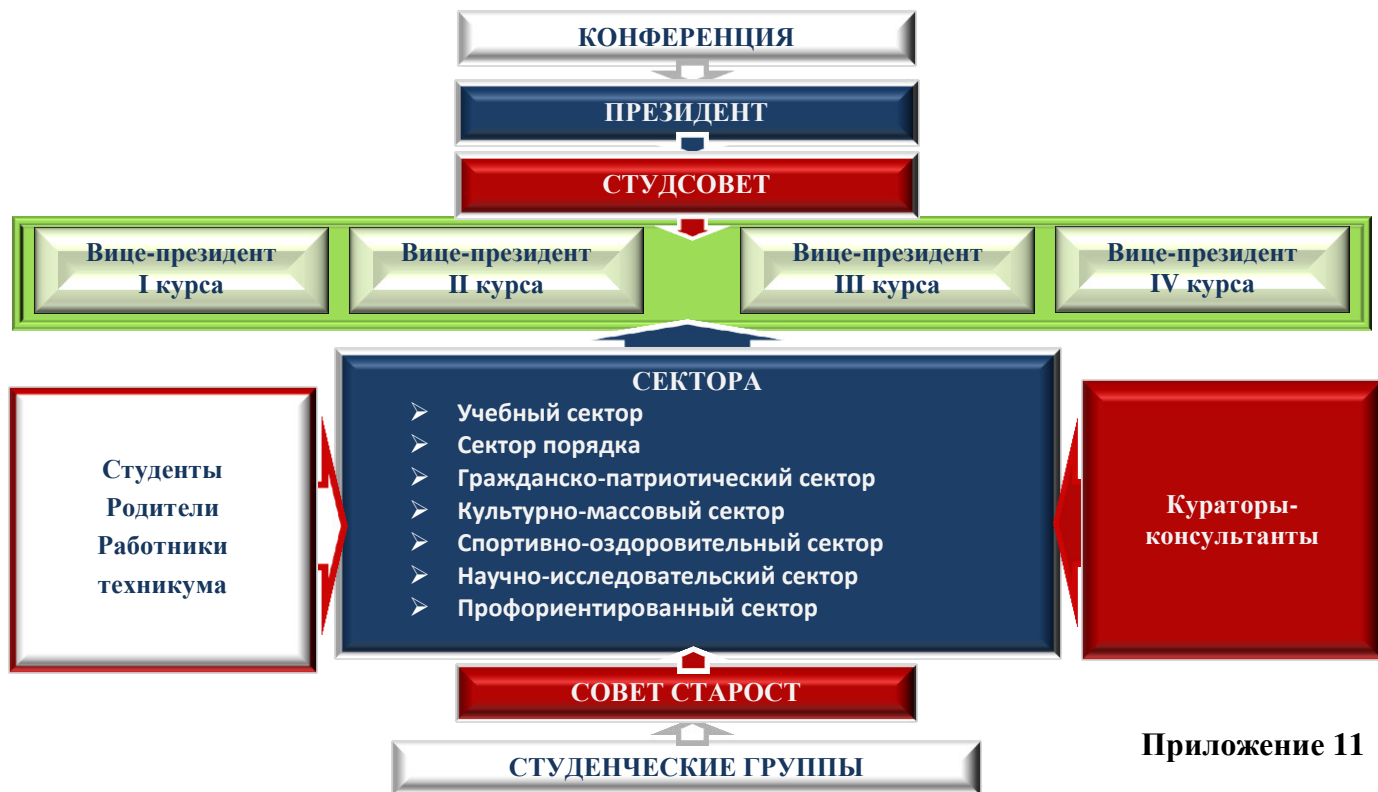 КОНФЕРЕНЦИЯ
ПРЕЗИДЕНТ
СТУДСОВЕТ
Вице-президент
I курса
Вице-президент
II курса
Вице-президент
III курса
Вице-президент
IV курса
СЕКТОРА
Учебный сектор
Сектор порядка
Гражданско-патриотический сектор
Культурно-массовый сектор
Спортивно-оздоровительный сектор
Научно-исследовательский сектор
Профориентированный сектор
Студенты
Родители
Работники
техникума
Кураторы-
консультанты
СОВЕТ СТАРОСТ
СТУДЕНЧЕСКИЕ ГРУППЫ
Приложение 11